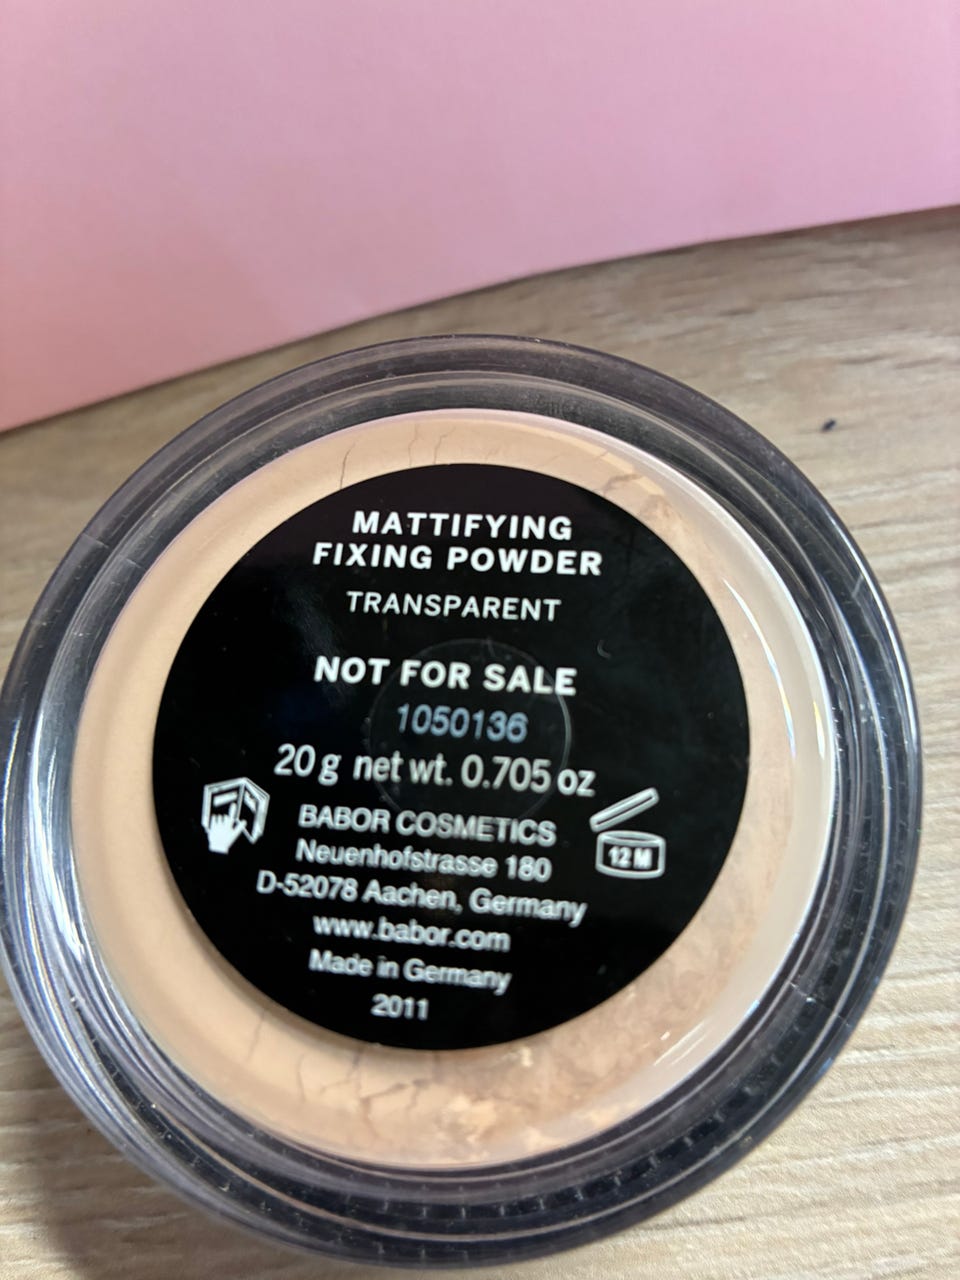 MATTIFYING
FIXING POWDER
TRANSPARENT
NOT FOR SALE
1050136
20 g net wt. 0.705 oz
BABOR COSMETICS
Neuenhofstrasse 180
D-52078 Aachen, Germany
www.babor.com
Made in Germany
2011
12 M